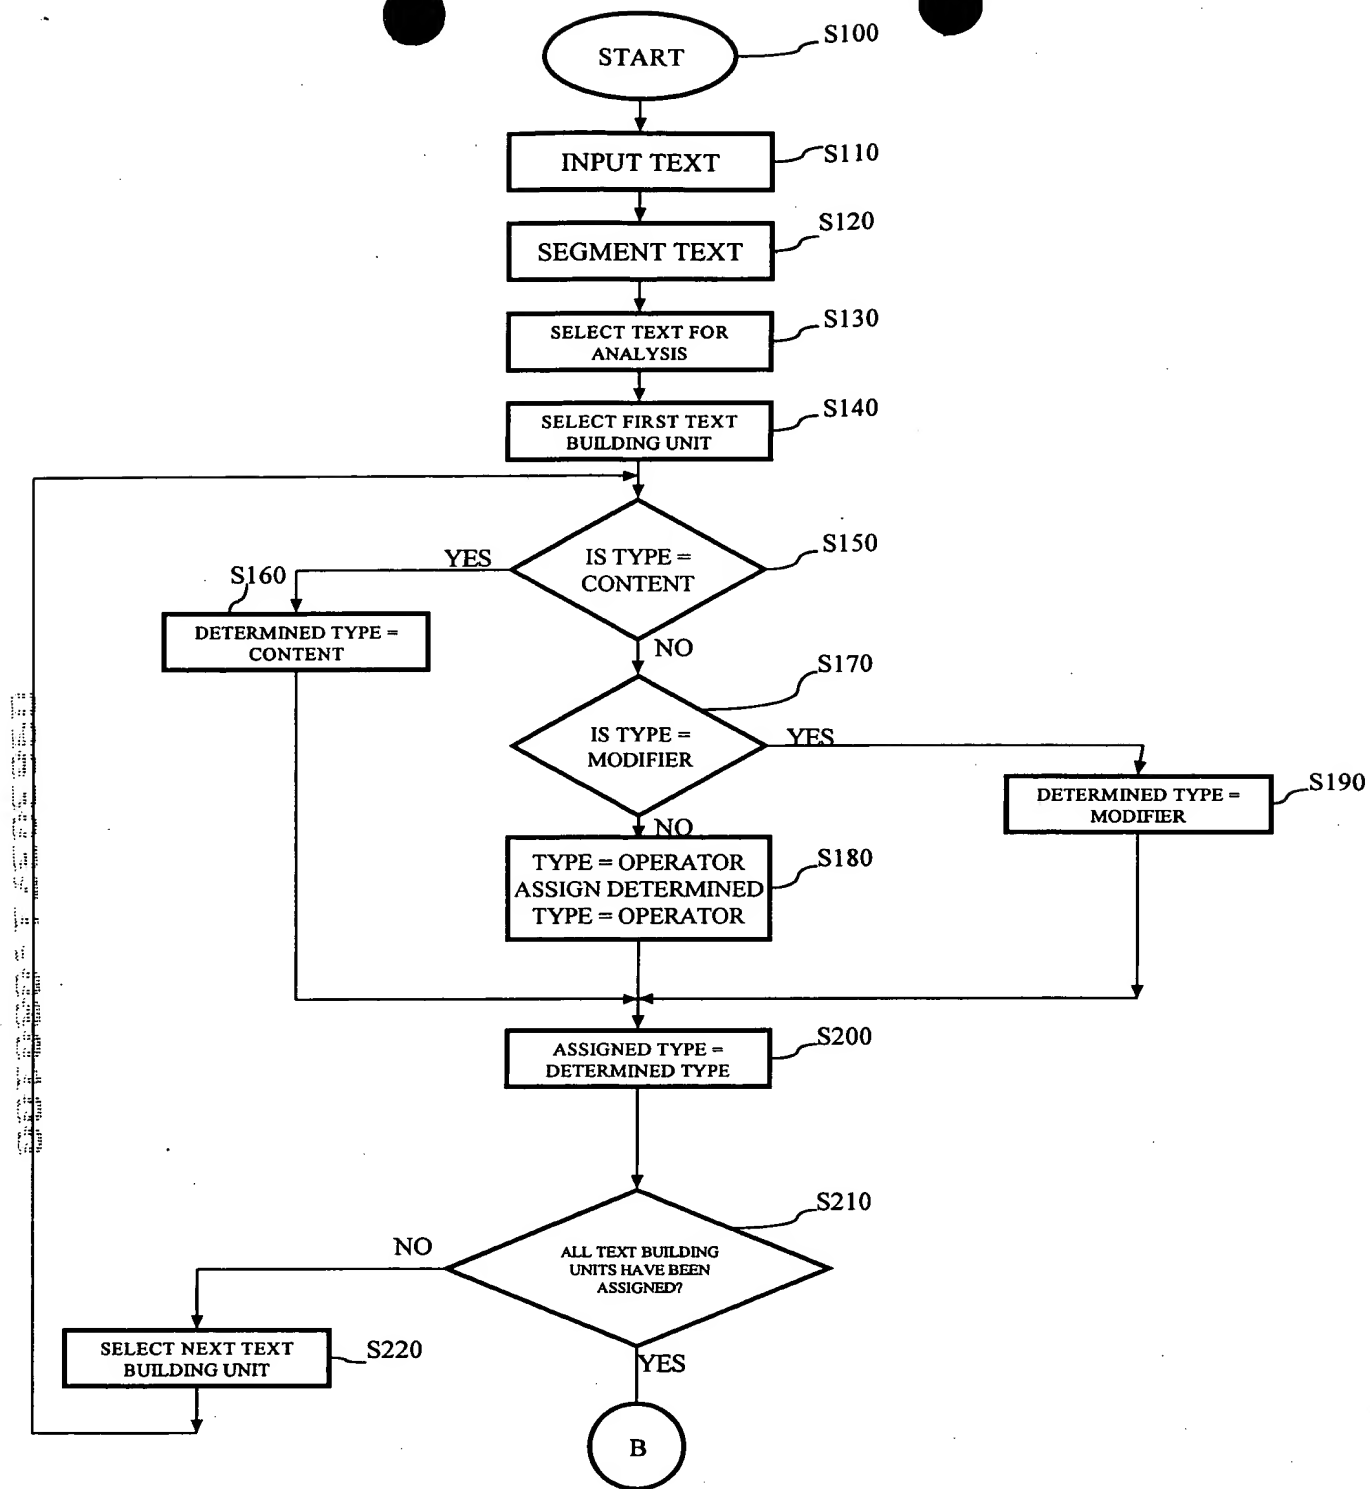 START
S100
INPUT TEXT
S110
SEGMENT TEXT
S120
SELECT TEXT FOR
ANALYSIS
S130
SELECT FIRST TEXT
BUILDING UNIT
S140
IS TYPE =
CONTENT
S150
YES
S160
DETERMINED TYPE =
CONTENT
NO
S170
IS TYPE =
MODIFIER
YES
S190
DETERMINED TYPE =
MODIFIER
NO
TYPE = OPERATOR
ASSIGN DETERMINED
TYPE = OPERATOR
S180
ASSIGNED TYPE =
DETERMINED TYPE
S200
S210
ALL TEXT BUILDING
UNITS HAVE BEEN
ASSIGNED?
NO
SELECT NEXT TEXT
BUILDING UNIT
S220
YES
B